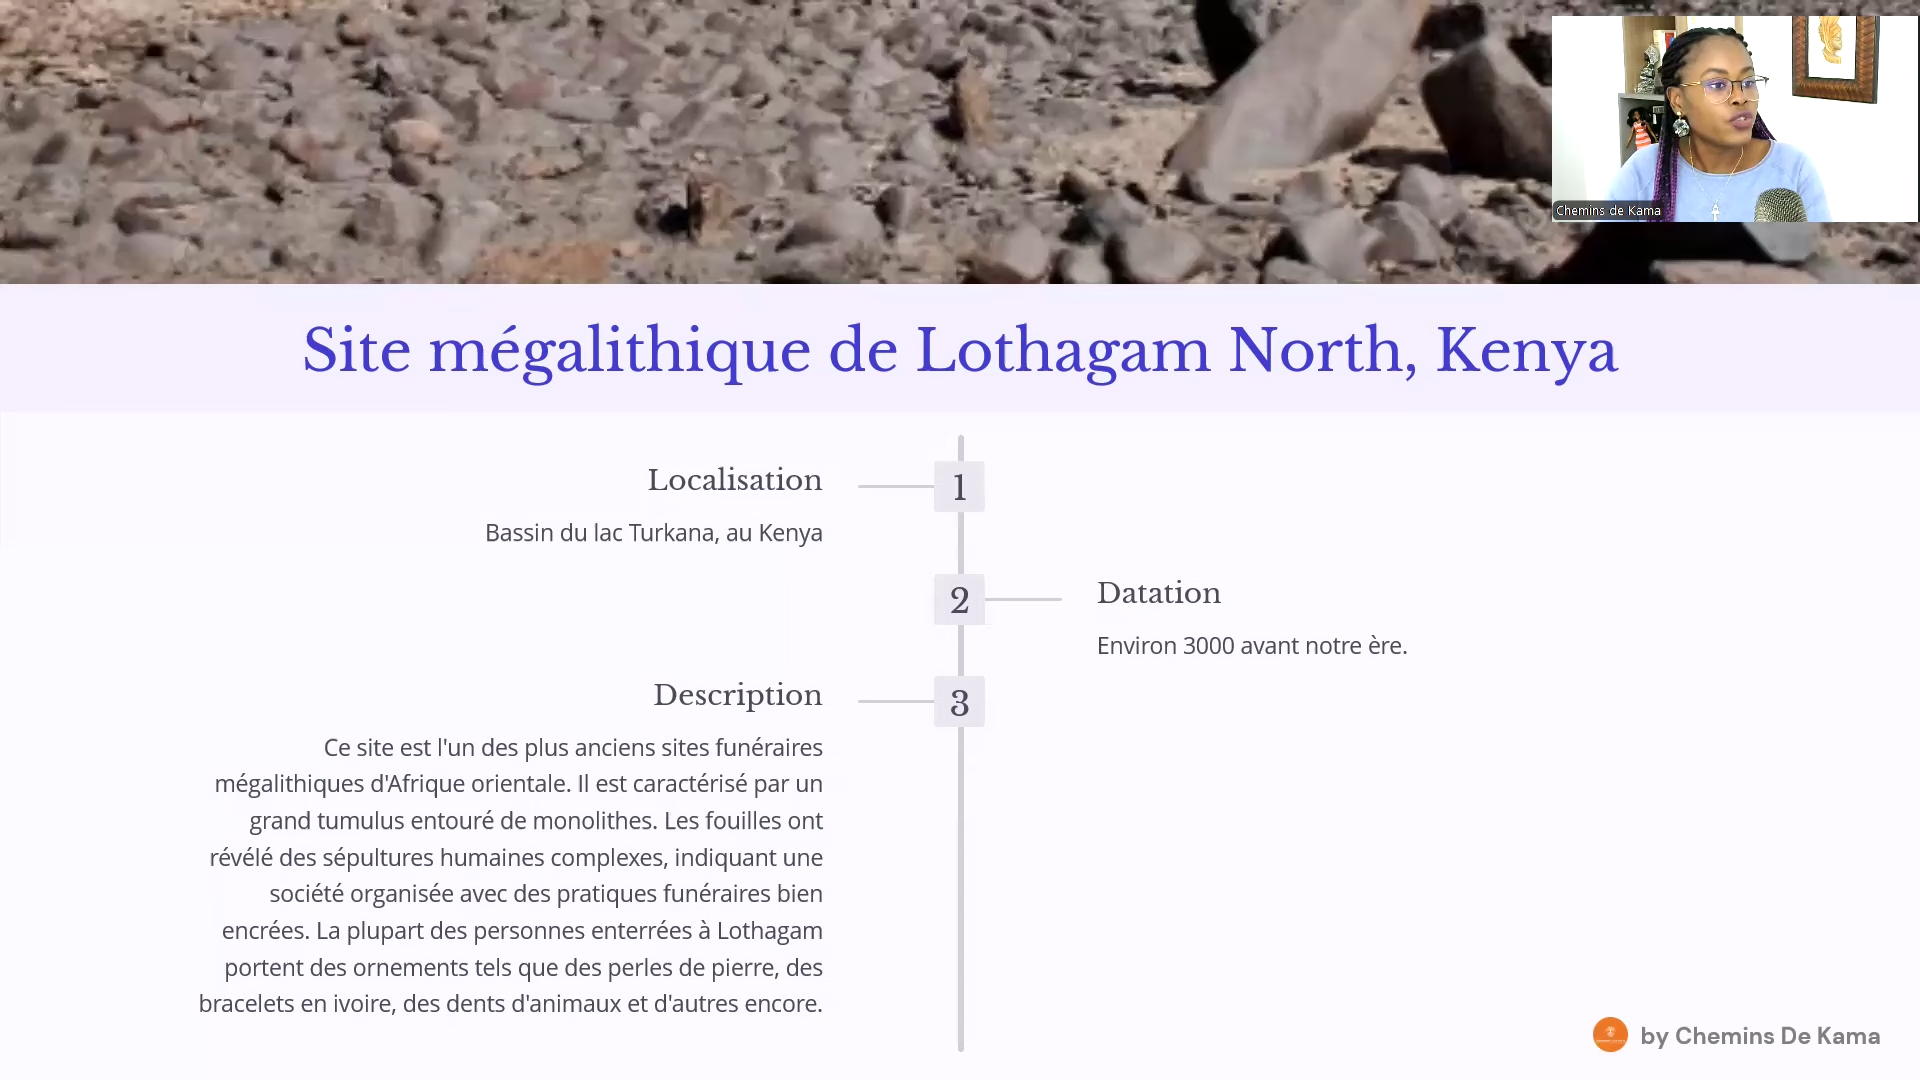 Chemins de Kama
Site mégalithique de Lothagam North, Kenya
Localisation
1
Bassin du lac Turkana, au Kenya
2
Datation
Environ 3000 avant notre ère.
Description
3
Ce site est l'un des plus anciens sites funéraires
mégalithiques d'Afrique orientale. Il est caractérisé par un
grand tumulus entouré de monolithes. Les fouilles ont
révélé des sépultures humaines complexes, indiquant une
société organisée avec des pratiques funéraires bien
encrées. La plupart des personnes enterrées à Lothagam
portent des ornements tels que des perles de pierre, des
bracelets en ivoire, des dents d'animaux et d'autres encore.
by Chemins De Kama